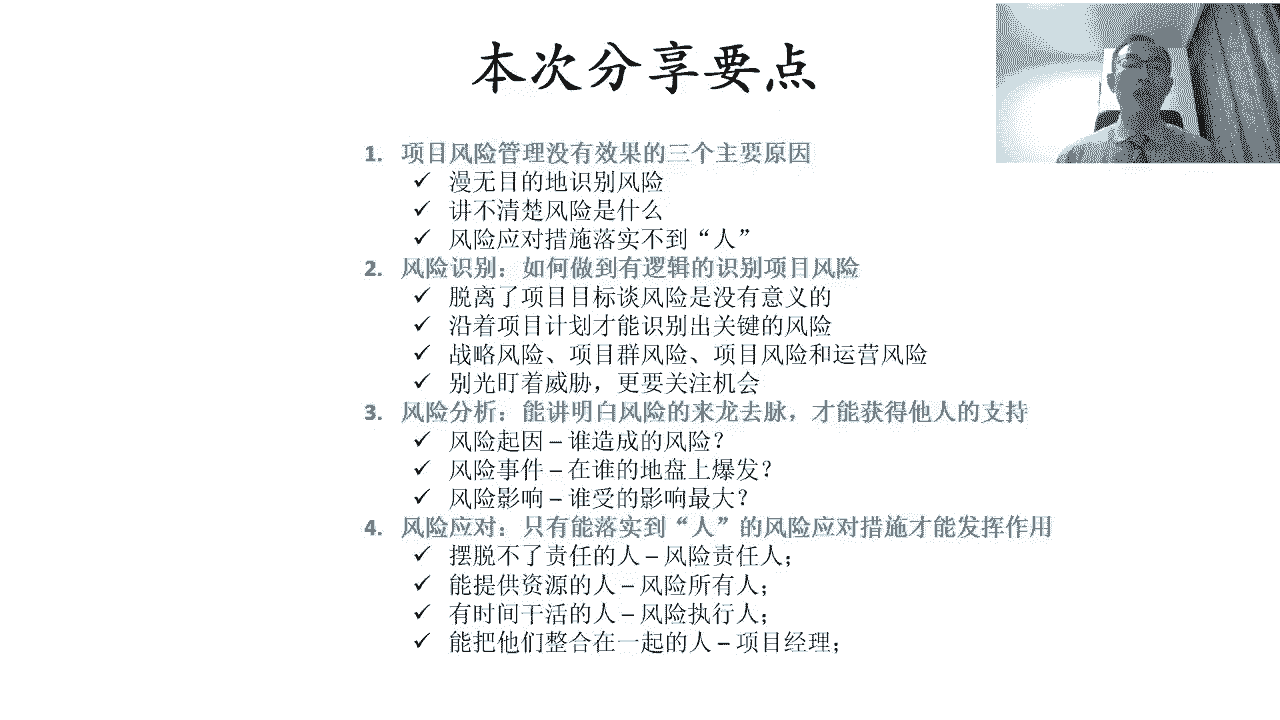 本次分享要点
1. 项目风险管理没有效果的三个主要原因
✓ 漫无目的地识别风险
✓ 讲不清楚风险是什么
✓ 风险应对措施落实不到“人”
2. 风险识别：如何做到有逻辑的识别项目风险
✓ 脱离了项目目标谈风险是没有意义的
✓ 沿着项目计划才能识别出关键的风险
✓ 战略风险、项目群风险、项目风险和运营风险
✓ 别光盯着威胁，更要关注机会
3. 风险分析：能讲明白风险的来龙去脉，才能获得他人的支持
✓ 风险起因 – 谁造成的风险？
✓ 风险事件 – 在谁的地盘上爆发？
✓ 风险影响 – 谁受的影响最大？
4. 风险应对：只有能落实到“人”的风险应对措施才能发挥作用
✓ 摆脱不了责任的人 – 风险责任人；
✓ 能提供资源的人 – 风险所有人；
✓ 有时间干活的人 – 风险执行人；
✓ 能把他们整合在一起的人 – 项目经理；